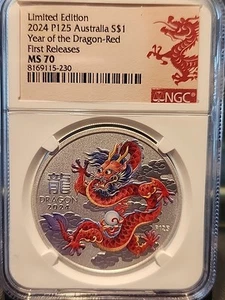 Limited Edition
2024 P125 Australia S$1
Year of the Dragon-Red
First Releases
MS 70
8169115-230
NGC
龍
DRAGON
2024
P125